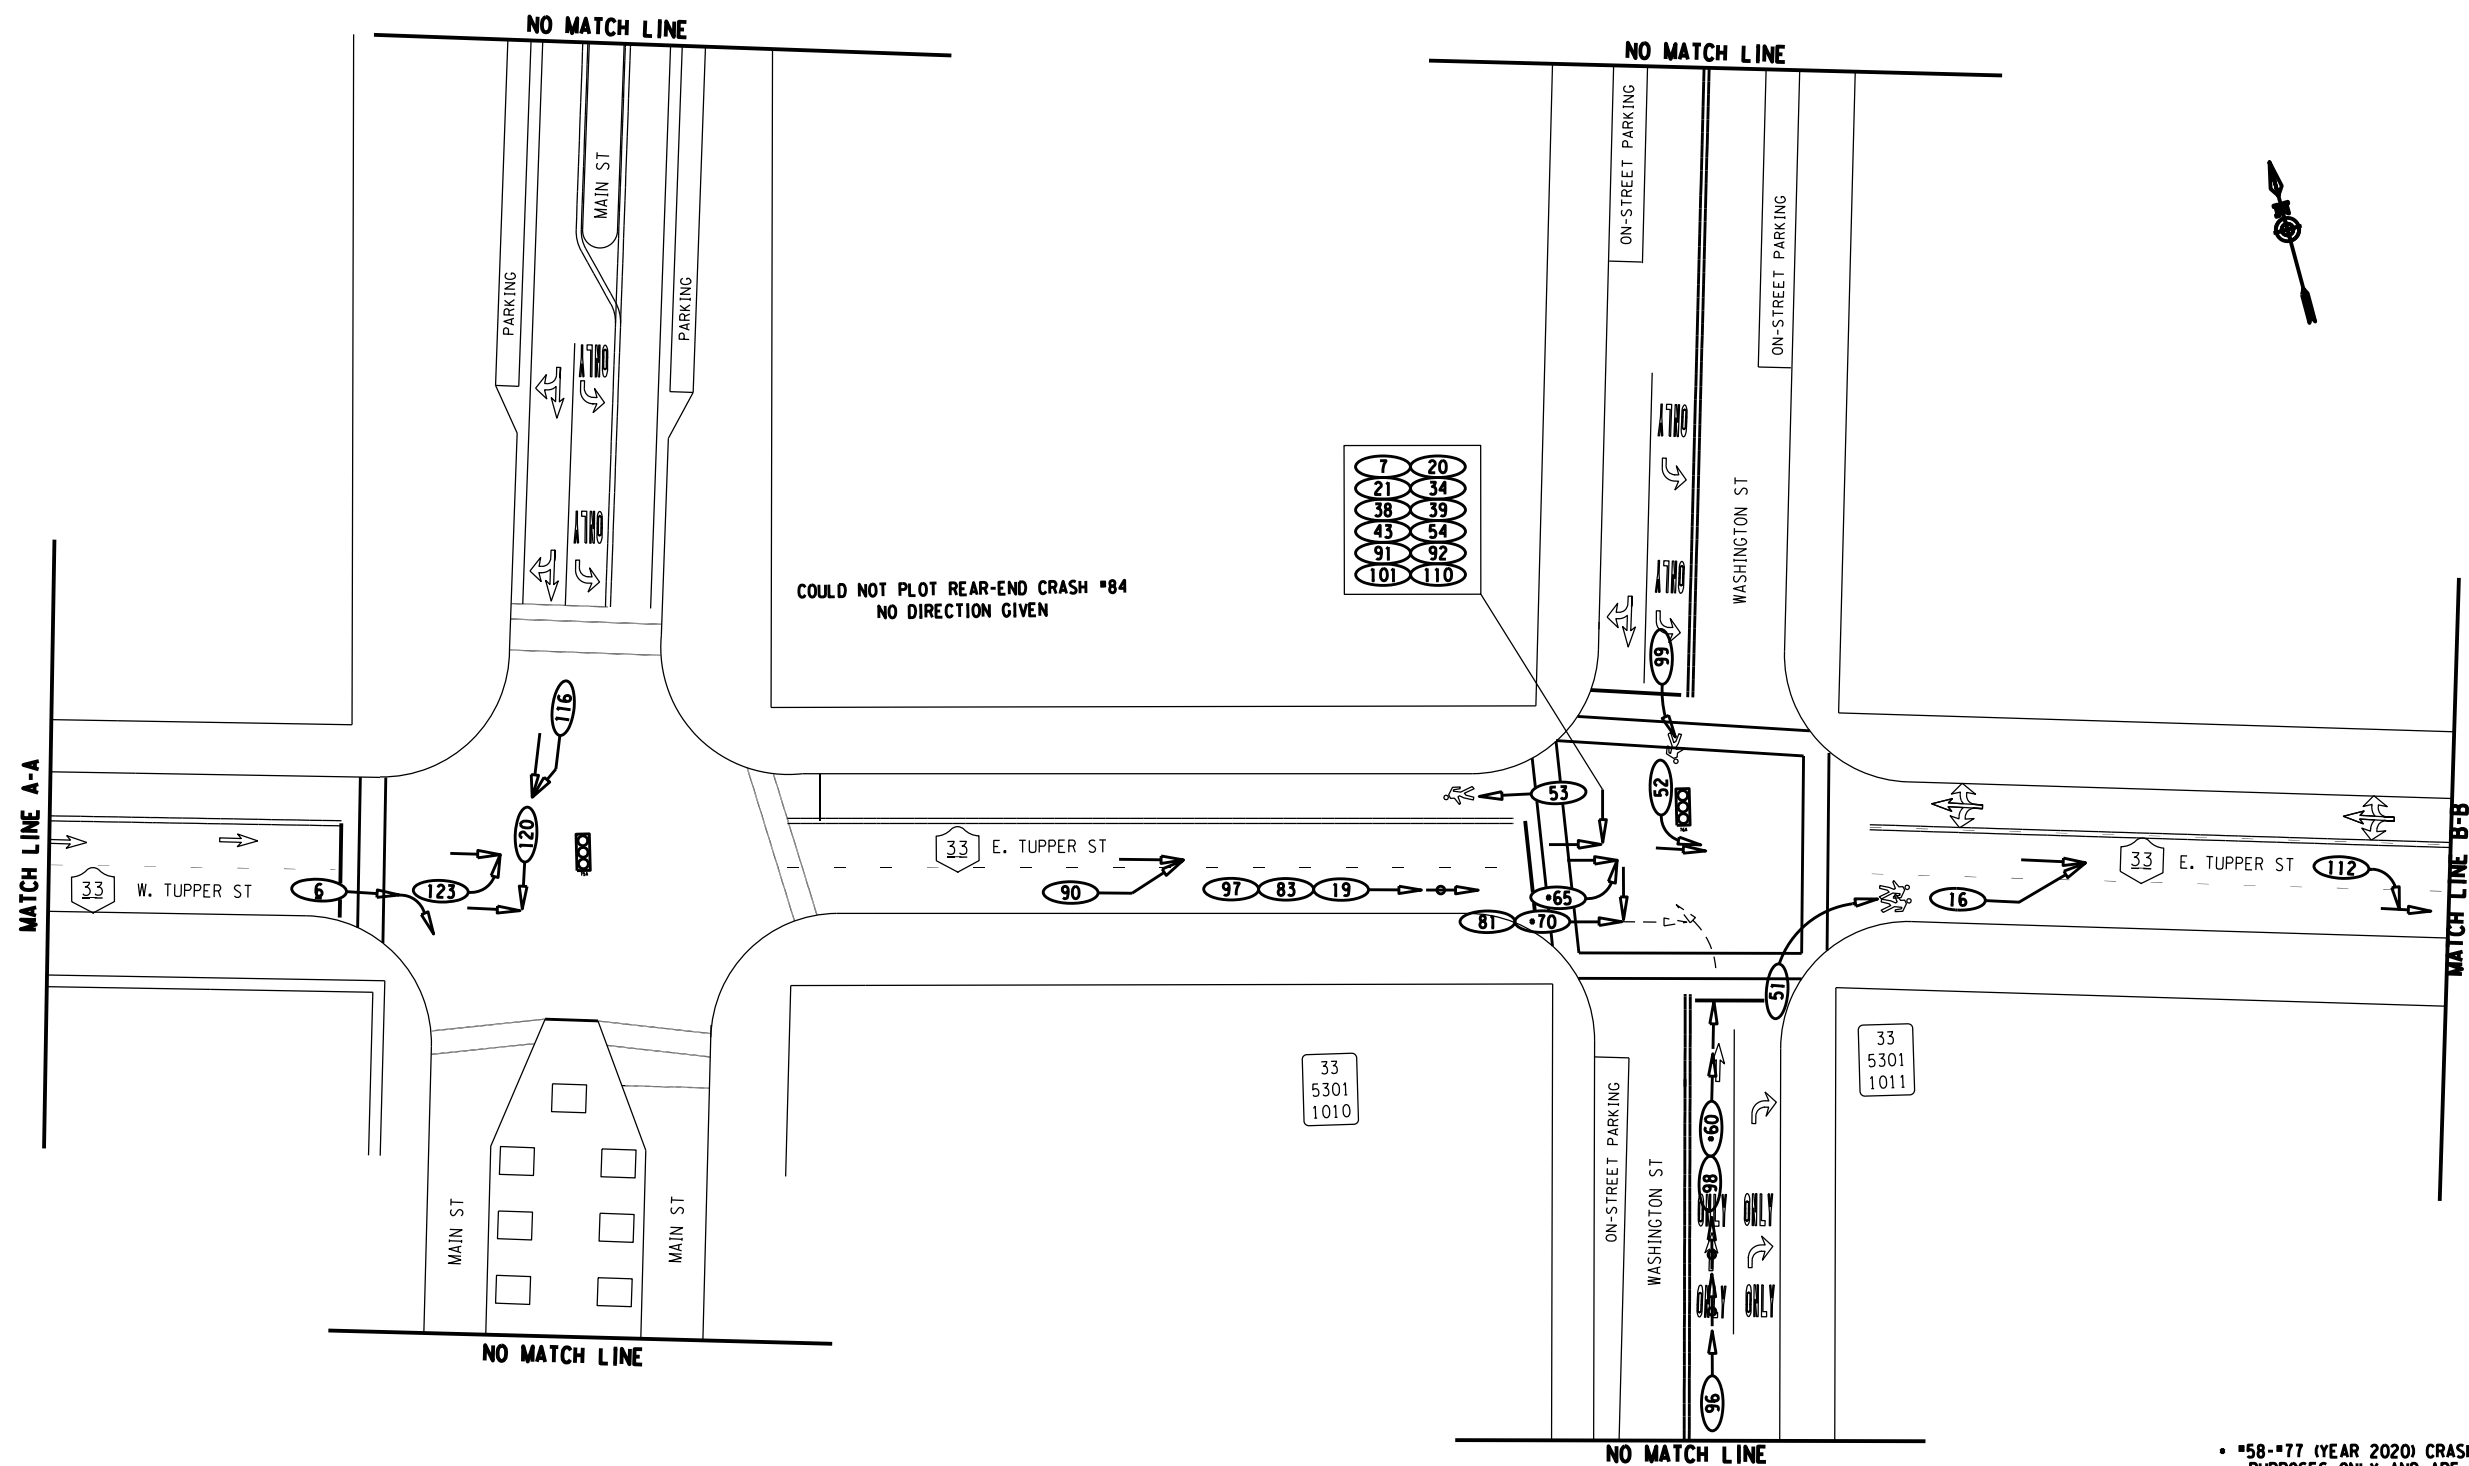 NO MATCH LINE
NO MATCH LINE
MAIN ST
PARKING
PARKING
ON-STREET PARKING
ON-STREET PARKING
ONLY
ONLY
ONLY
ONLY
WASHINGTON ST
7 20
21 34
38 39
43 54
91 92
101 110
COULD NOT PLOT REAR-END CRASH #84
NO DIRECTION GIVEN
99
116
MATCH LINE A-A
MATCH LINE B-B
53
52
120
33 E. TUPPER ST
33 W. TUPPER ST
6
123
90
97 83 19
*65
81 *70
16
33 E. TUPPER ST
112
51
33
5301
1010
33
5301
1011
*60
98
ONLY ONLY
ONLY ONLY
96
MAIN ST
MAIN ST
ON-STREET PARKING
WASHINGTON ST
NO MATCH LINE
NO MATCH LINE
* #58-#77 (YEAR 2020)